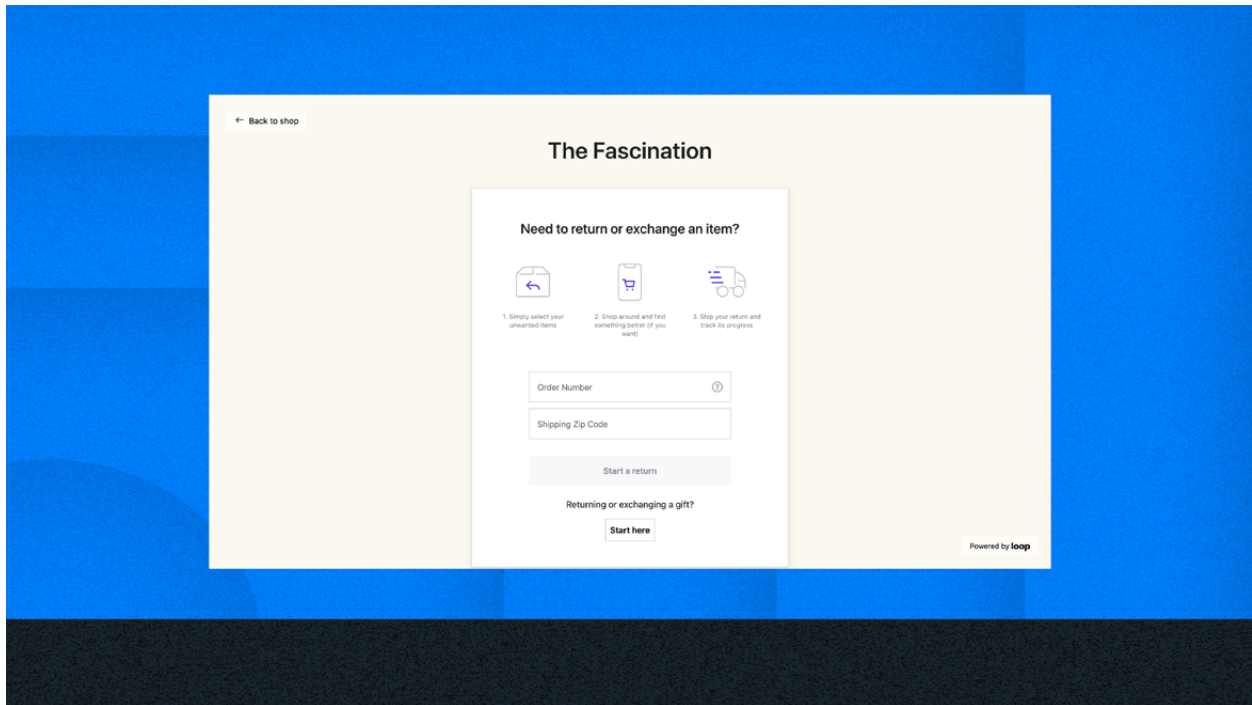 ← Back to shop
The Fascination
Need to return or exchange an item?
1. Simply select your
unwanted items
2. Shop around and find
something better (if you
want)
3. Ship your return and
track its progress
Order Number
Shipping Zip Code
Start a return
Returning or exchanging a gift?
Start here
Powered by loop